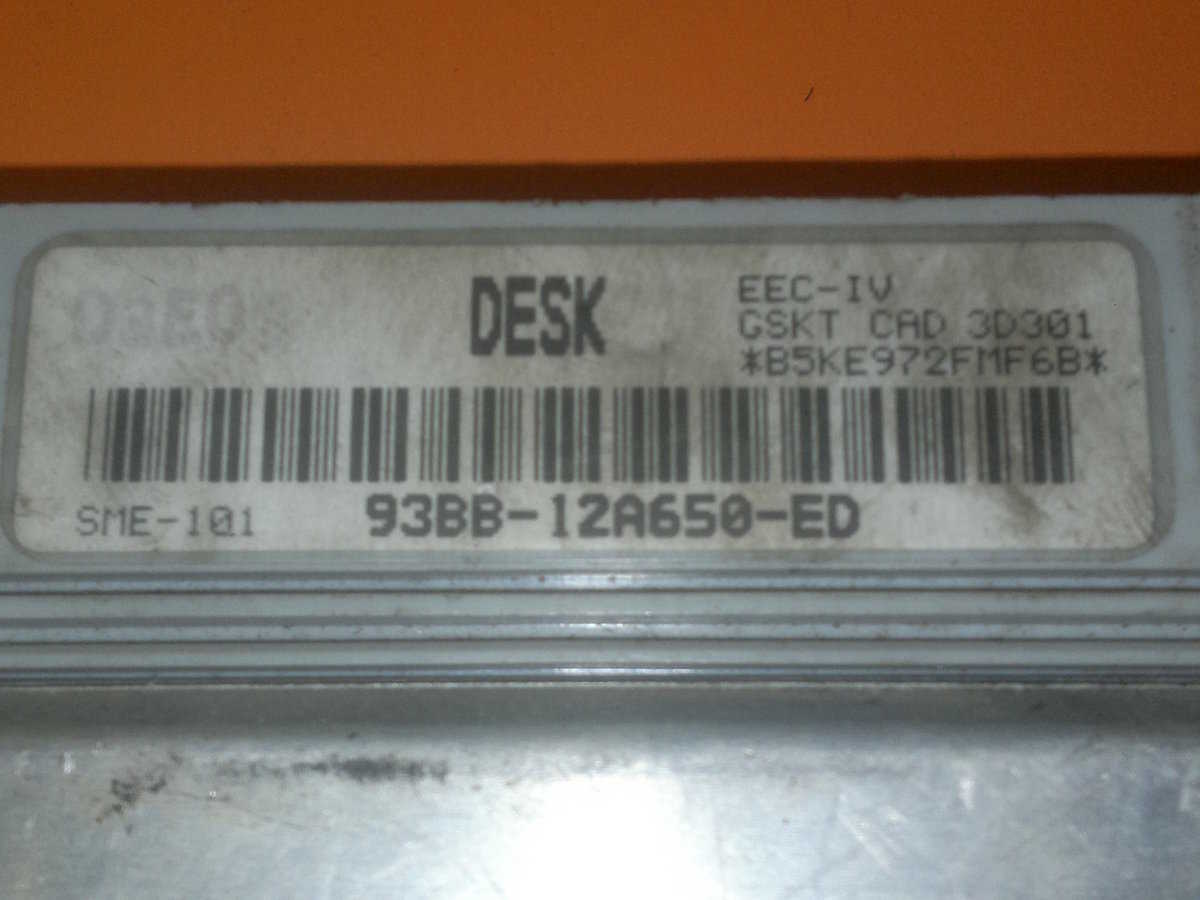 DESK
EEC-IV
GSKT CAD 3D301
*B5KE972FMF6B*
SME-101
93BB-12A650-ED